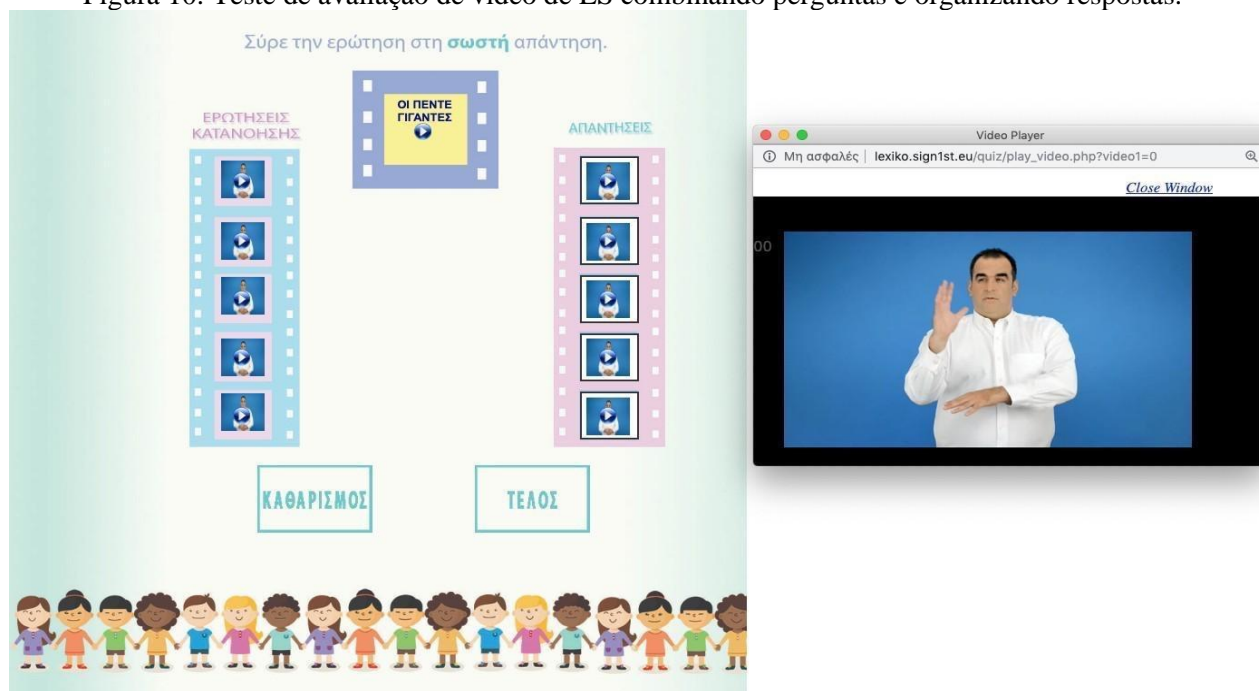 Figura 10: Teste de avaliação de vídeo de LS combinando perguntas e organizando respostas.
Σύρε την ερώτηση στη σωστή απάντηση.
ΟΙ ΠΕΝΤΕ
ΓΙΓΑΝΤΕΣ
ΕΡΩΤΗΣΕΙΣ
ΚΑΤΑΝΟΗΣΗΣ
ΑΠΑΝΤΗΣΕΙΣ
ΚΑΘΑΡΙΣΜΟΣ
ΤΕΛΟΣ
Video Player
Μη ασφαλές | lexiko.sign1st.eu/quiz/play_video.php?video1=0
Close Window
00